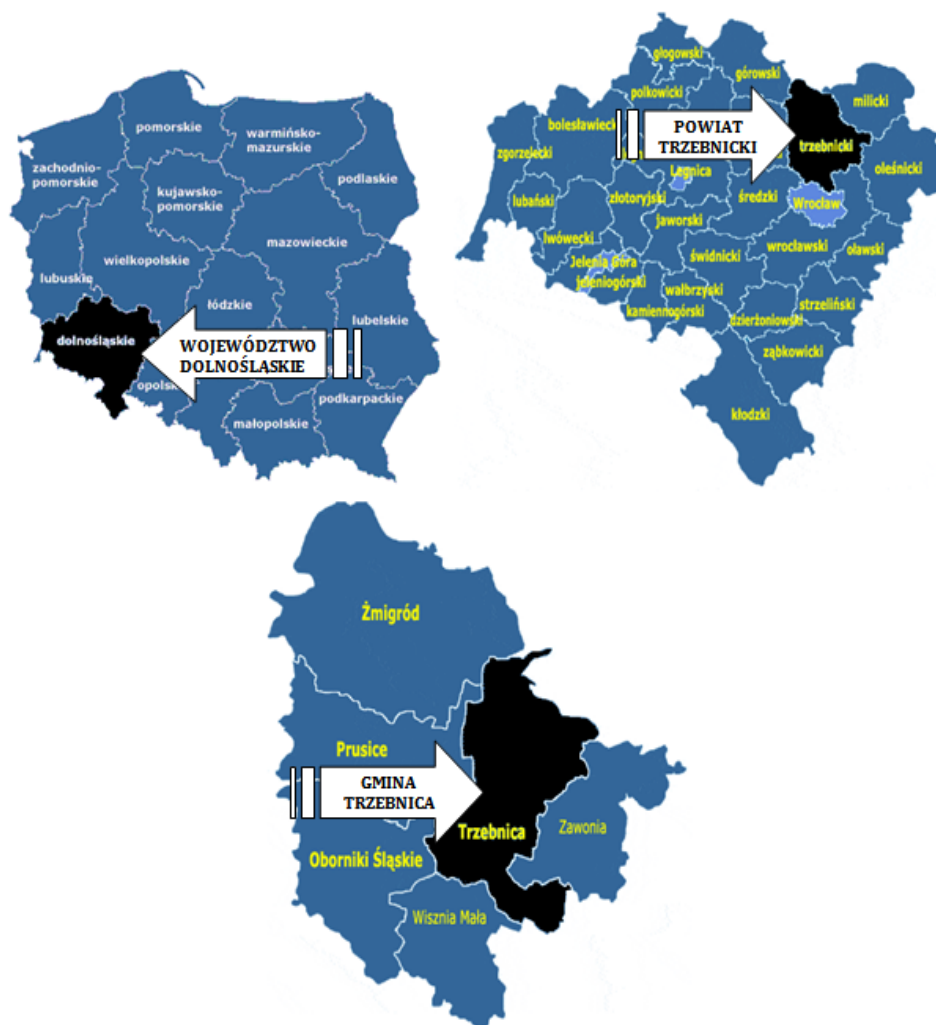 pomorskie
warmińsko-
mazurskie
zachodnio-
pomorskie
podlaskie
kujawsko-
pomorskie
mazowieckie
wielkopolskie
lubuskie
łódzkie
lubelskie
dolnośląskie
WOJEWÓDZTWO
DOLNOŚLĄSKIE
podkarpackie
małopolskie
głogowski
górowski
polkowicki
milicki
bolesławieck
POWIAT
TRZEBNICKI
trzebnicki
zgorzelecki
oleśnicki
Legnica
lubański
złotoryjski
średzki
Wrocław
jaworski
lwówecki
wrocławski
oławski
świdnicki
Jelenia Góra
jeleniogórski
wałbrzyski
strzeliński
kamiennogórski
dzierżoniowski
ząbkowicki
kłodzki
Żmigród
Prusice
GMINA
TRZEBNICA
Trzebnica
Zawonia
Oborniki Śląskie
Wisznia Mała